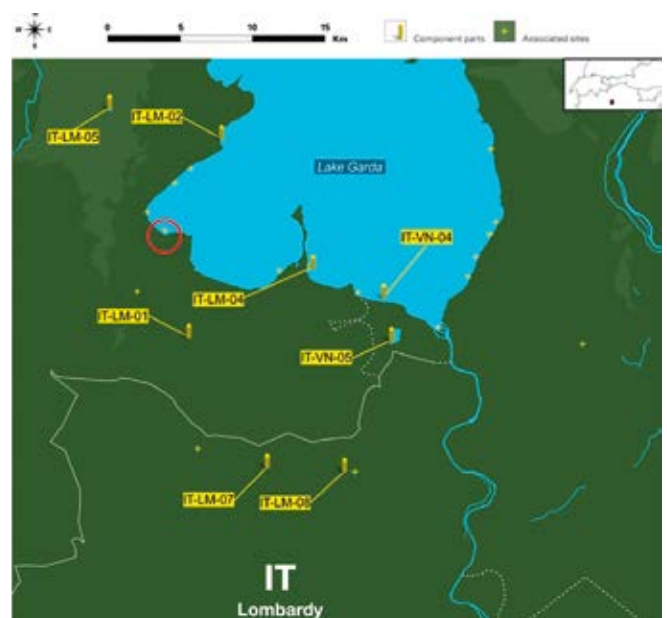 0 5 10 15 Km
Component parts
Associated sites
IT-LM-05
IT-LM-02
Lake Garda
IT-VN-04
IT-LM-04
IT-LM-01
IT-VN-05
IT-LM-07
IT-LM-08
IT
Lombardy